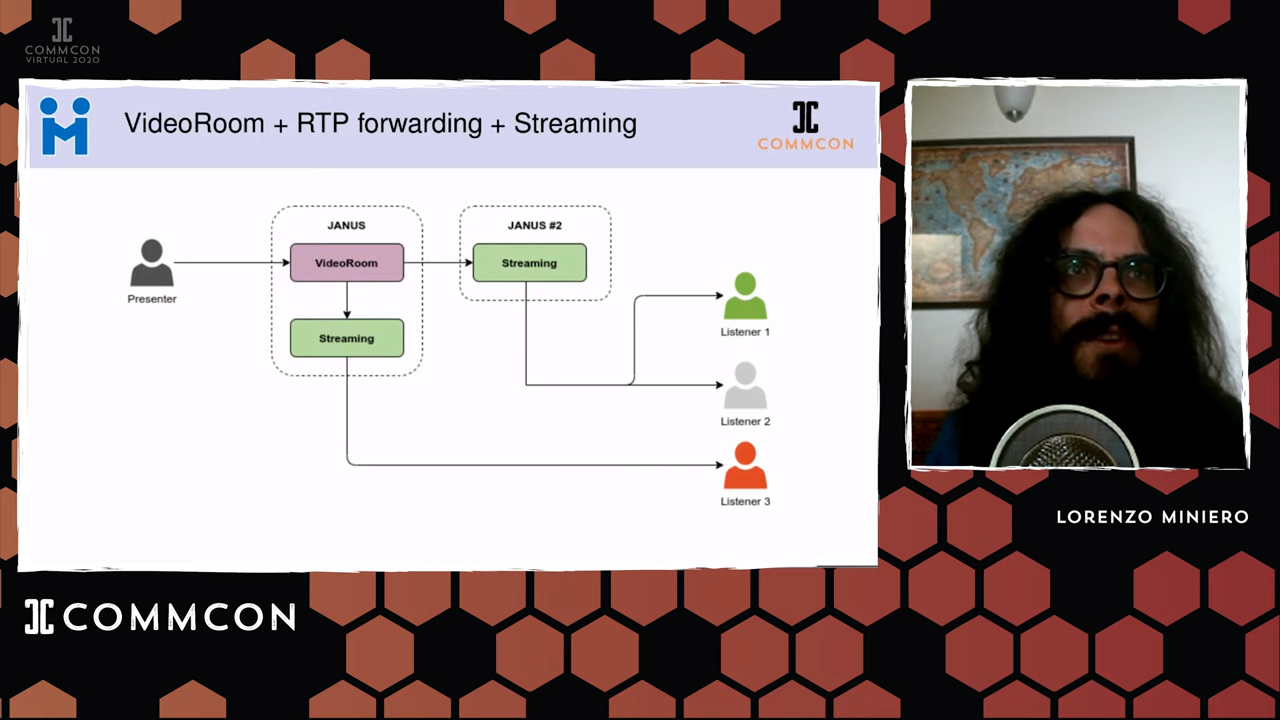 COMMCON
VIRTUAL 2020
VideoRoom + RTP forwarding + Streaming
COMMCON
JANUS
JANUS #2
VideoRoom
Streaming
Presenter
Streaming
Listener 1
Listener 2
Listener 3
LORENZO MINIERO
COMMCON